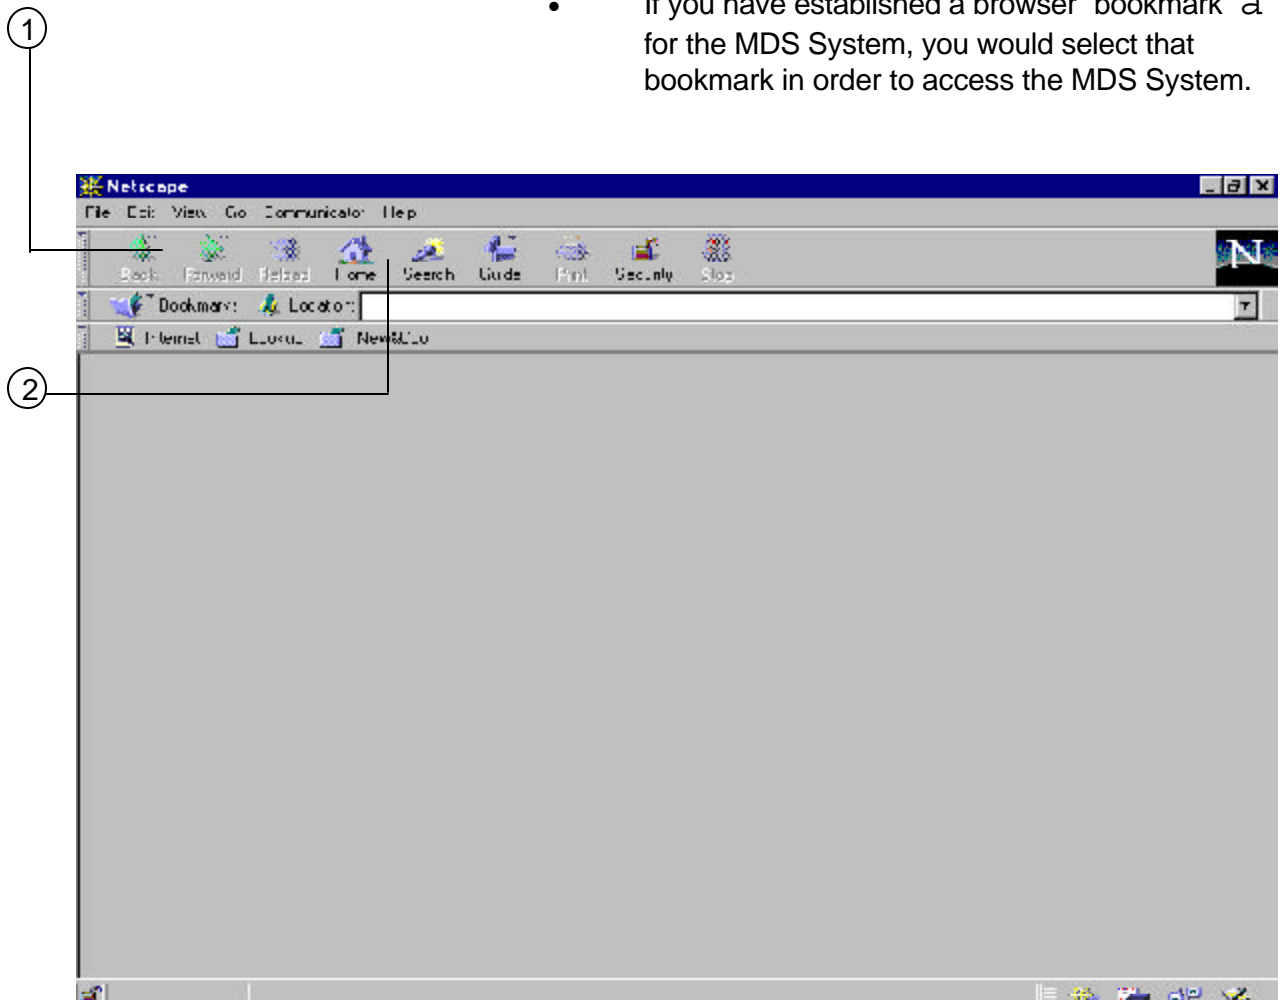 1
• If you have established a browser bookmark a
for the MDS System, you would select that
bookmark in order to access the MDS System.
Netscape
File Edit View Go Communicator Help
Back Forward Reload Home Search Guide Print Security Stop
Bookmarks Location:
N
Internet Lookup New&Cool
2